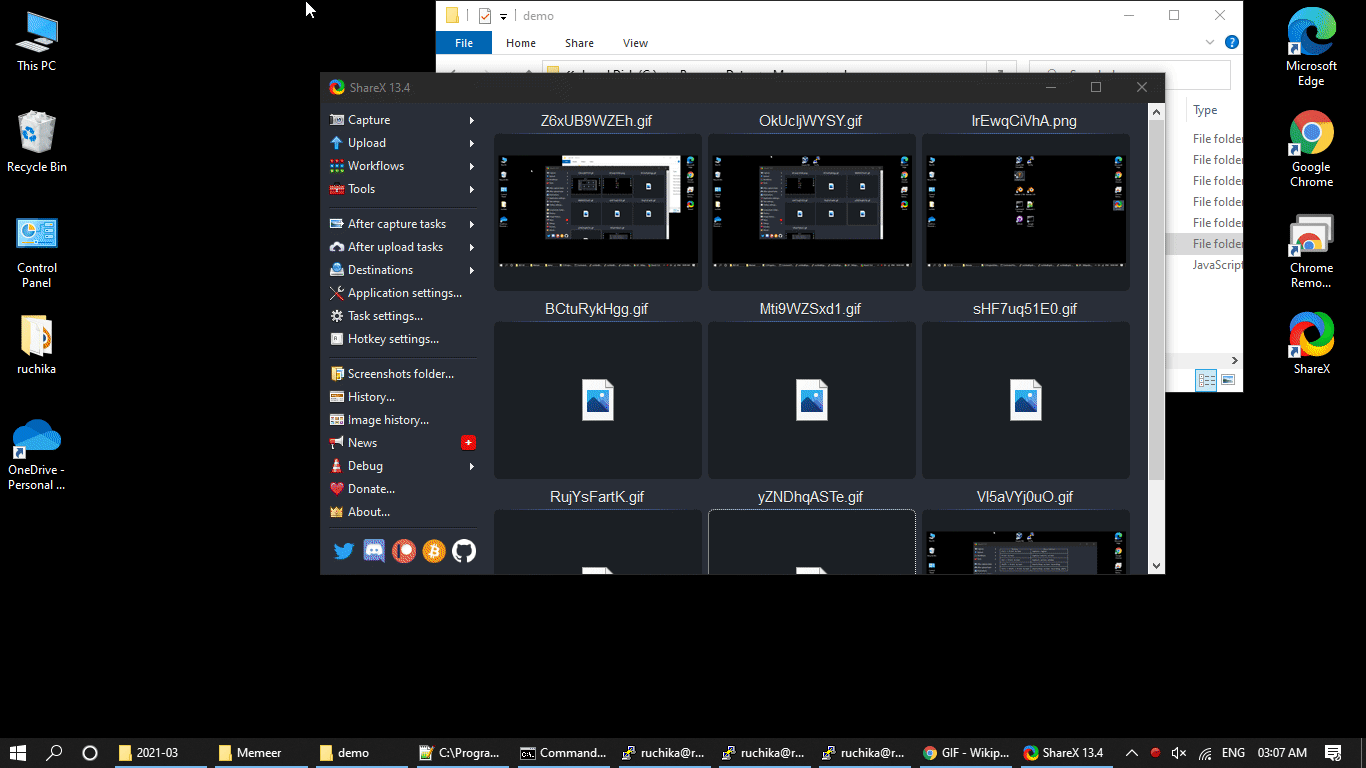 This PC
Recycle Bin
Control
Panel
ruchika
OneDrive -
Personal ...
demo
File
Home
Share
View
Type
File folder
File folder
File folder
File folder
File folder
File folder
JavaScript
ShareX 13.4
Capture
Upload
Workflows
Tools
After capture tasks
After upload tasks
Destinations
Application settings...
Task settings...
Hotkey settings...
Screenshots folder...
History...
Image history...
News
Debug
Donate...
About...
Z6xUB9WZEh.gif
OkUcIjWYSY.gif
IrEwqCiVhA.png
BCtuRykHgg.gif
Mti9WZSxd1.gif
sHF7uq51E0.gif
RujYsFartK.gif
yZNDhqASTe.gif
Vl5aVYj0uO.gif
Microsoft
Edge
Google
Chrome
Chrome
Remo...
ShareX
2021-03
Memeer
demo
C:\Progra...
Command...
ruchika@r...
ruchika@r...
ruchika@r...
GIF - Wikip...
ShareX 13.4
ENG
03:07 AM